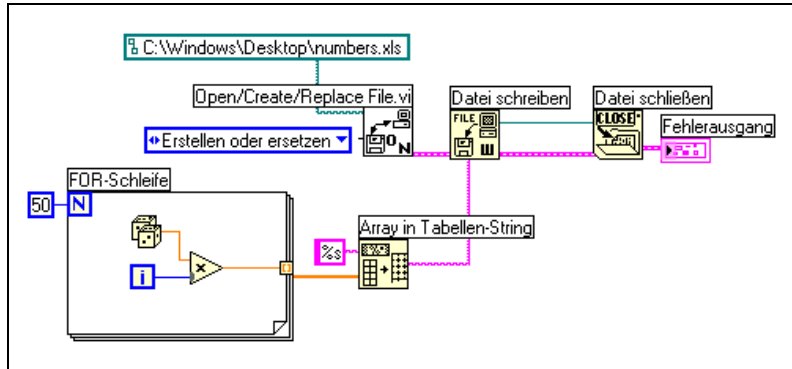 C:\Windows\Desktop\numbers.xls
Open/Create/Replace File.vi
Datei schreiben
Datei schließen
FILE
CLOSE
Fehlerausgang
Erstellen oder ersetzen
O N
W
FOR-Schleife
50
N
Array in Tabellen-String
%s
x
i